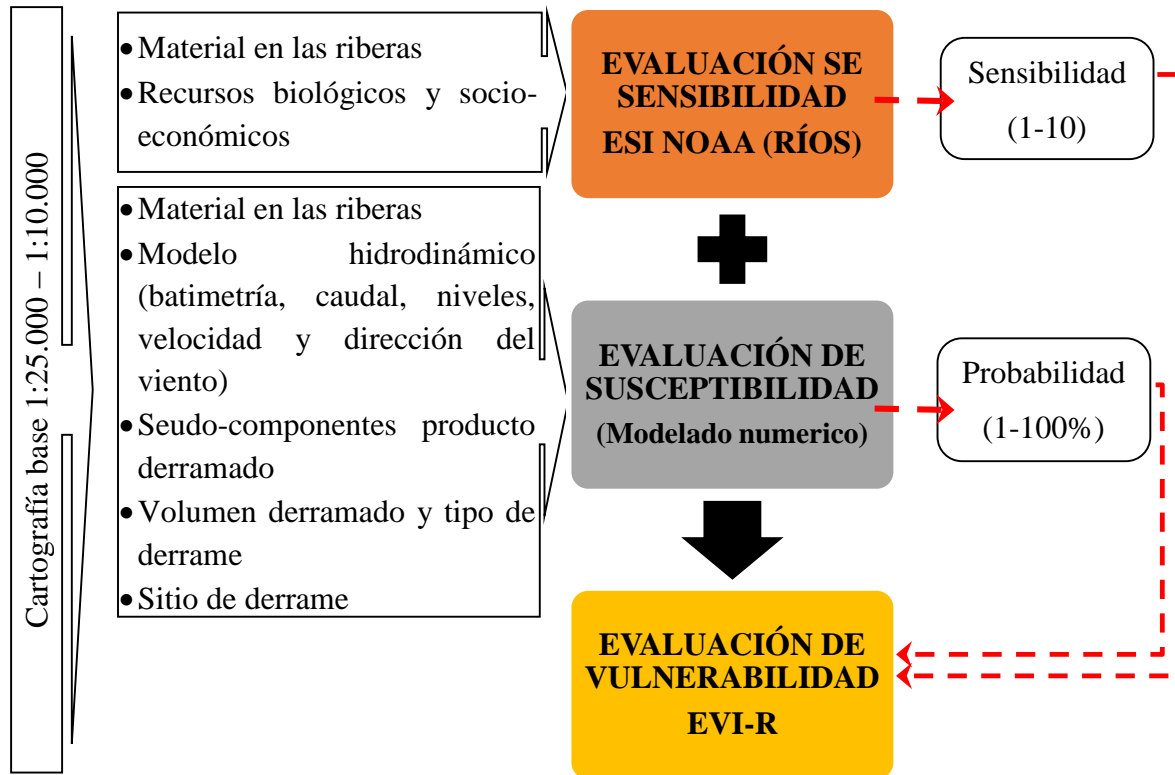 Cartografía base 1:25.000 – 1:10.000
•Material en las riberas
•Recursos biológicos y socio-
económicos
EVALUACIÓN SE
SENSIBILIDAD
ESI NOAA (RÍOS)
Sensibilidad
(1-10)
•Material en las riberas
•Modelo hidrodinámico
(batimetría, caudal, niveles,
velocidad y dirección del
viento)
•Seudo-componentes producto
derramado
•Volumen derramado y tipo de
derrame
•Sitio de derrame
EVALUACIÓN DE
SUSCEPTIBILIDAD
(Modelado numerico)
Probabilidad
(1-100%)
EVALUACIÓN DE
VULNERABILIDAD
EVI-R